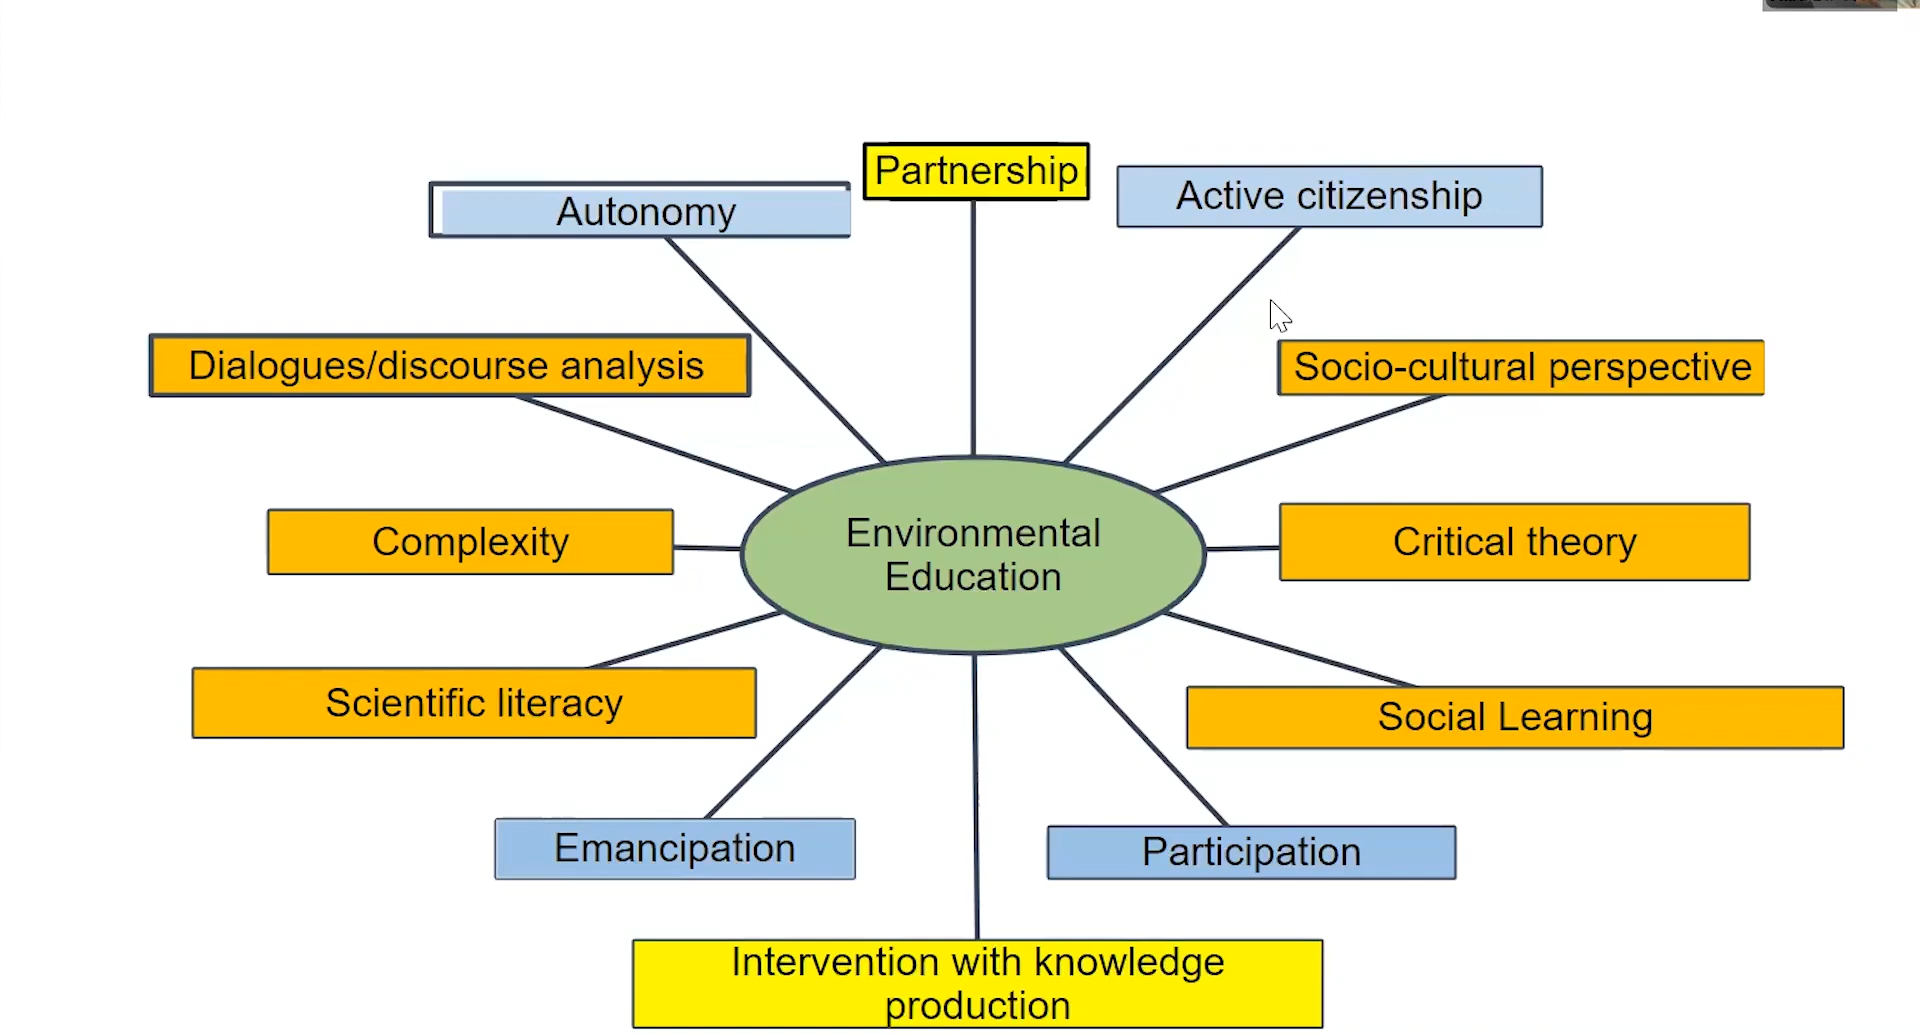 Partnership
Autonomy
Active citizenship
Dialogues/discourse analysis
Socio-cultural perspective
Environmental
Education
Complexity
Critical theory
Scientific literacy
Social Learning
Emancipation
Participation
Intervention with knowledge
production